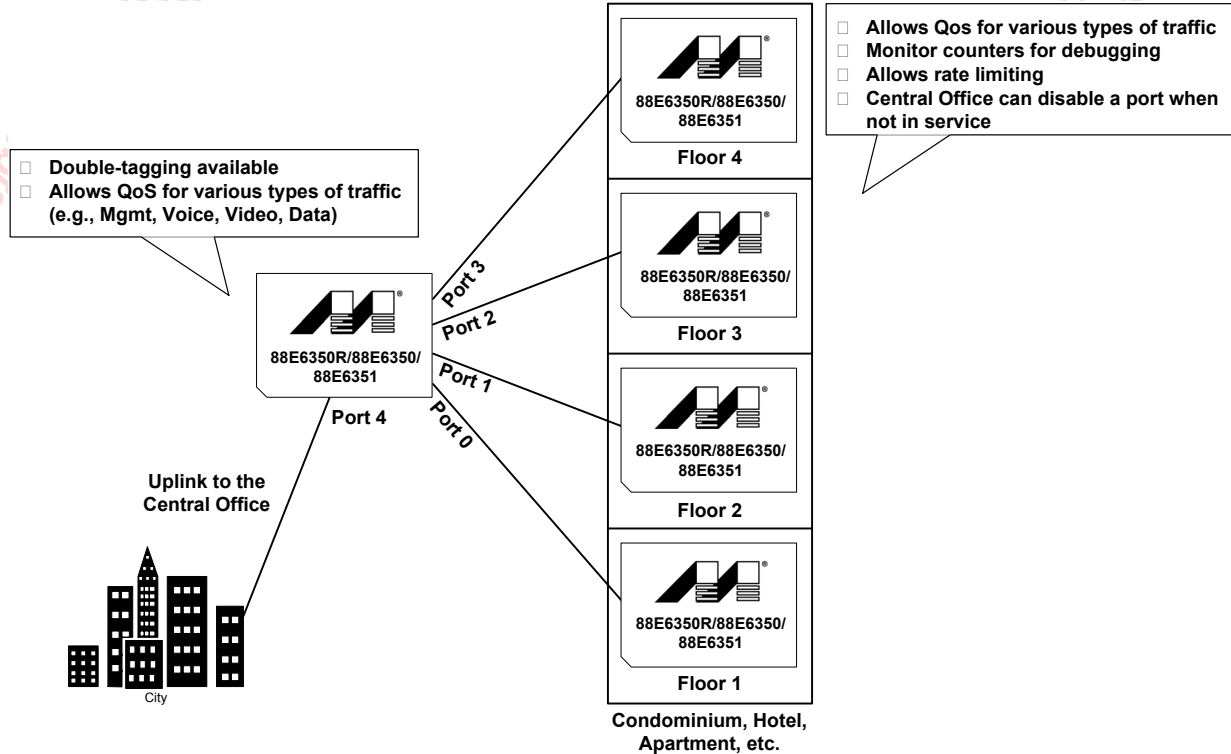 Allows Qos for various types of traffic
Monitor counters for debugging
Allows rate limiting
Central Office can disable a port when
not in service
Double-tagging available
Allows QoS for various types of traffic
(e.g., Mgmt, Voice, Video, Data)
88E6350R/88E6350/
88E6351
Floor 4
88E6350R/88E6350/
88E6351
Floor 3
88E6350R/88E6350/
88E6351
Floor 2
88E6350R/88E6350/
88E6351
Floor 1
Condominium, Hotel,
Apartment, etc.
88E6350R/88E6350/
88E6351
Port 3
Port 2
Port 1
Port 0
Port 4
Uplink to the
Central Office
City